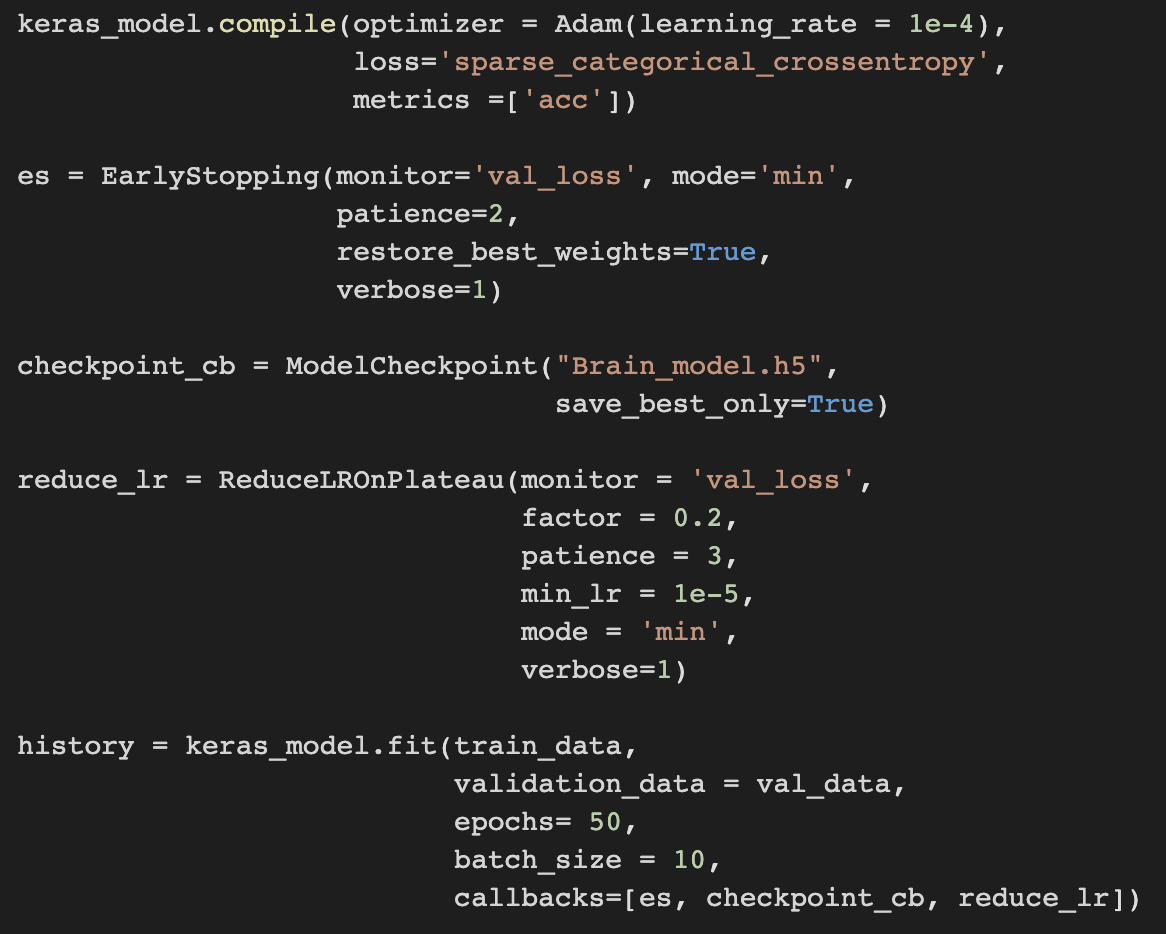 keras_model.compile(optimizer = Adam(learning_rate = 1e-4),
                    loss='sparse_categorical_crossentropy',
                    metrics =['acc'])

es = EarlyStopping(monitor='val_loss', mode='min',
                   patience=2,
                   restore_best_weights=True,
                   verbose=1)

checkpoint_cb = ModelCheckpoint("Brain_model.h5",
                                save_best_only=True)

reduce_lr = ReduceLROnPlateau(monitor = 'val_loss',
                              factor = 0.2,
                              patience = 3,
                              min_lr = 1e-5,
                              mode = 'min',
                              verbose=1)

history = keras_model.fit(train_data,
                          validation_data = val_data,
                          epochs= 50,
                          batch_size = 10,
                          callbacks=[es, checkpoint_cb, reduce_lr])